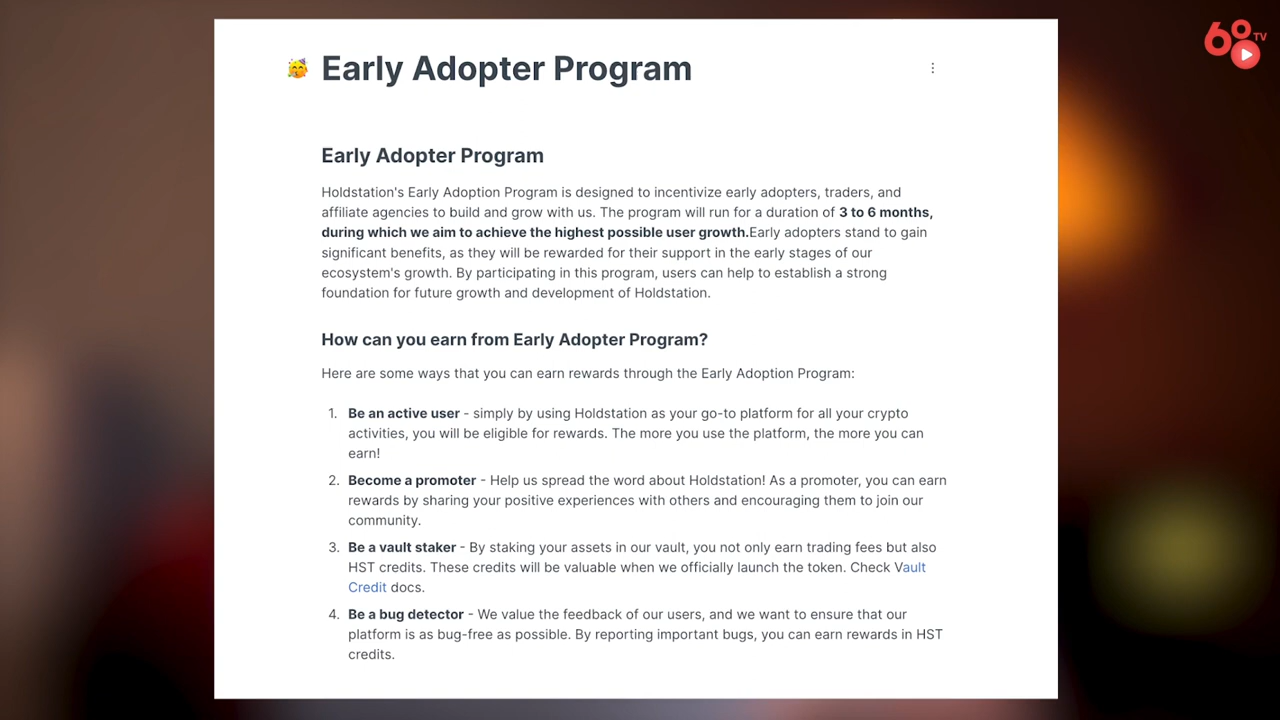 60 TV
Early Adopter Program
Early Adopter Program
Holdstation's Early Adoption Program is designed to incentivize early adopters, traders, and
affiliate agencies to build and grow with us. The program will run for a duration of 3 to 6 months,
during which we aim to achieve the highest possible user growth.Early adopters stand to gain
significant benefits, as they will be rewarded for their support in the early stages of our
ecosystem's growth. By participating in this program, users can help to establish a strong
foundation for future growth and development of Holdstation.
How can you earn from Early Adopter Program?
Here are some ways that you can earn rewards through the Early Adoption Program:
1. Be an active user - simply by using Holdstation as your go-to platform for all your crypto
activities, you will be eligible for rewards. The more you use the platform, the more you can
earn!
2. Become a promoter - Help us spread the word about Holdstation! As a promoter, you can earn
rewards by sharing your positive experiences with others and encouraging them to join our
community.
3. Be a vault staker - By staking your assets in our vault, you not only earn trading fees but also
HST credits. These credits will be valuable when we officially launch the token. Check Vault
Credit docs.
4. Be a bug detector - We value the feedback of our users, and we want to ensure that our
platform is as bug-free as possible. By reporting important bugs, you can earn rewards in HST
credits.